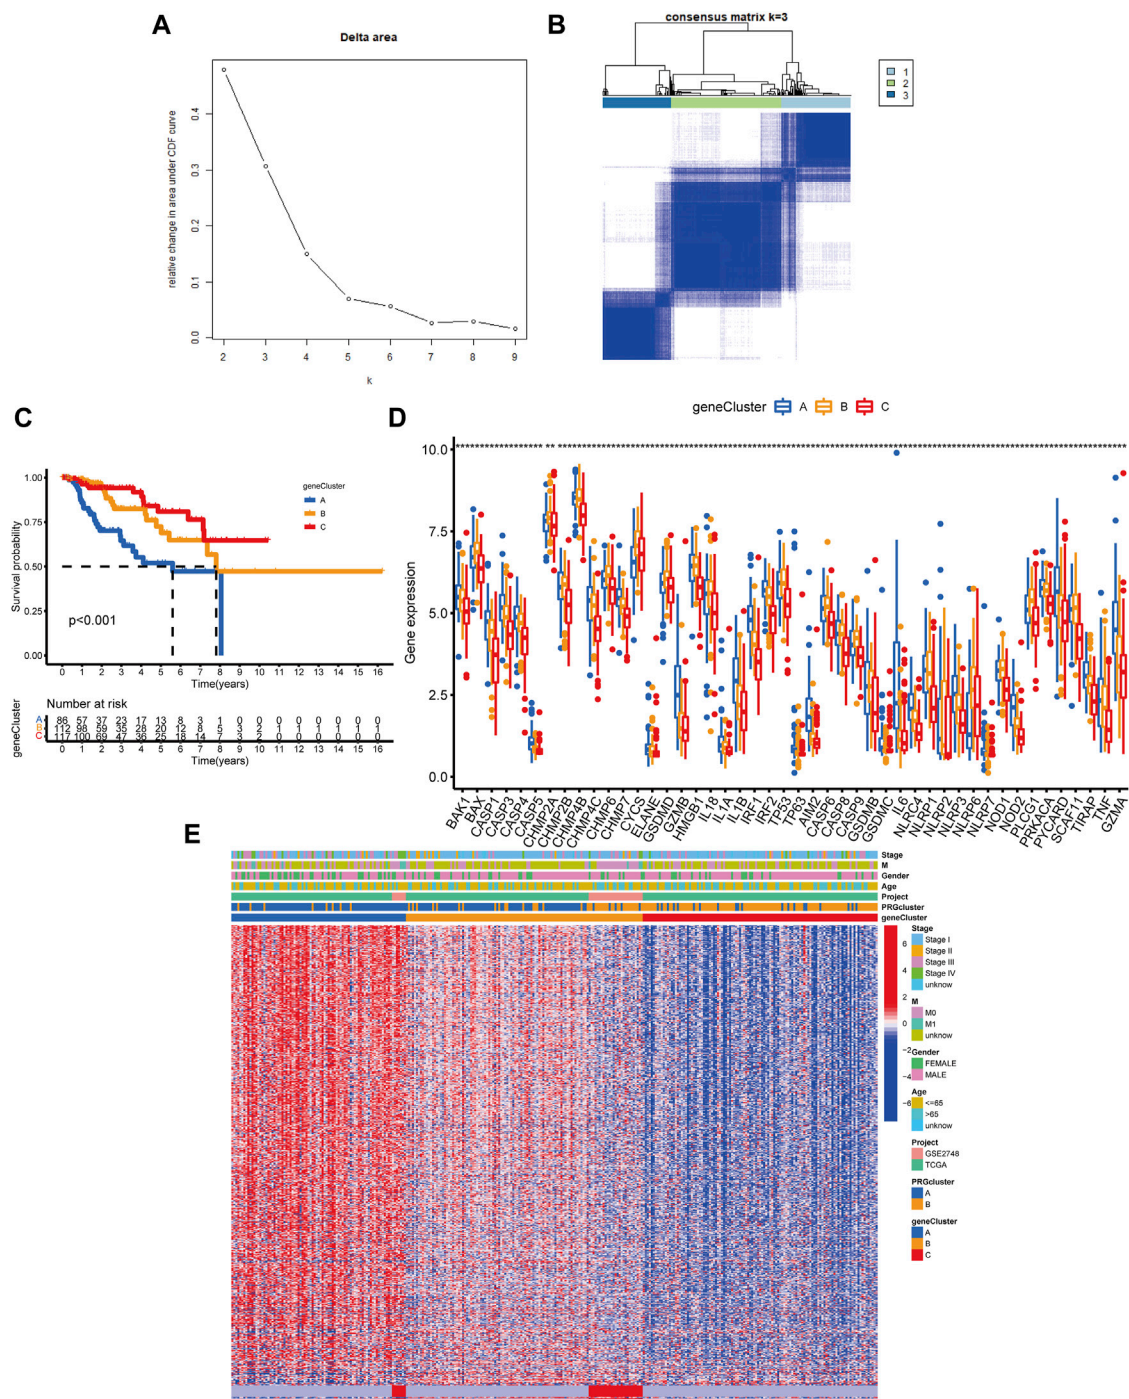 A
Delta area
relative change in area under CDF curve
0.4
0.3
0.2
0.1
0.0
2 3 4 5 6 7 8 9
k
B
consensus matrix k=3
1
2
3
C
geneCluster
A
B
C
Survival probability
1.00
0.75
0.50
0.25
0.00
p<0.001
0 1 2 3 4 5 6 7 8 9 10 11 12 13 14 15 16
Time(years)
Number at risk
geneCluster
A 86 57 37 23 17 13 8 3 1 0 0 0 0 0 0 0 0
B 112 98 59 35 28 20 12 8 5 3 2 1 1 1 1 1 1
C 117 100 69 47 36 25 18 14 7 3 2 0 0 0 0 0 0
0 1 2 3 4 5 6 7 8 9 10 11 12 13 14 15 16
Time(years)
D
geneCluster A B C
Gene expression
10.0
7.5
5.0
2.5
0.0
BAK1
BAX
CASP1
CASP3
CASP4
CASP5
CHMP2A
CHMP2B
CHMP4B
CHMP4C
CHMP6
CHMP7
CYCS
ELANE
GSDMD
GZMB
HMGB1
IL18
IL1A
IL1B
IRF1
IRF2
TP53
TP63
AIM2
CASP6
CASP8
CASP9
GSDMB
GSDMC
IL6
NLRC4
NLRP1
NLRP2
NLRP3
NLRP6
NLRP7
NOD1
NOD2
PLCG1
PRKACA
PYCARD
SCAF11
TIRAP
TNF
GZMA
E
Stage
M
Gender
Age
Project
PRGcluster
geneCluster
6
4
2
0
−2
−4
−6
Stage
Stage I
Stage II
Stage III
Stage IV
unknow
M
M0
M1
unknow
Gender
FEMALE
MALE
Age
<=65
>65
unknow
Project
GSE2748
TCGA
PRGcluster
A
B
geneCluster
A
B
C